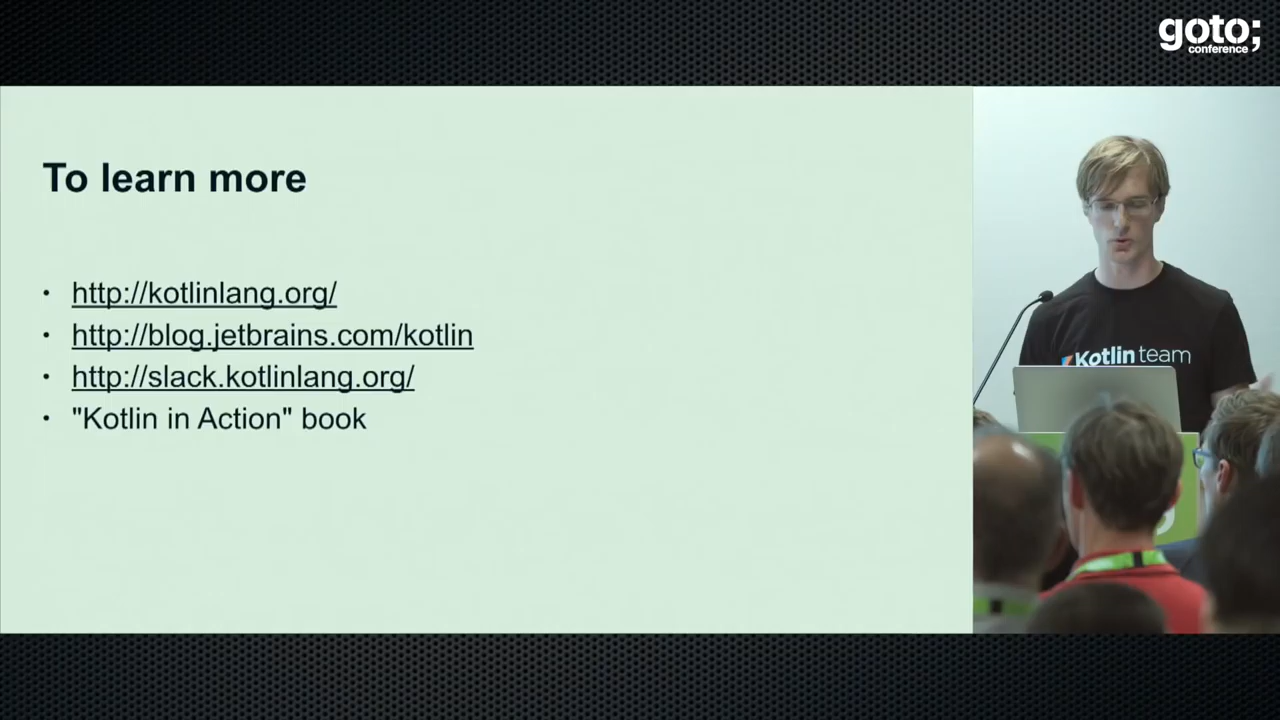 goto;
conference
To learn more
• http://kotlinlang.org/
• http://blog.jetbrains.com/kotlin
• http://slack.kotlinlang.org/
• "Kotlin in Action" book
Kotlin team